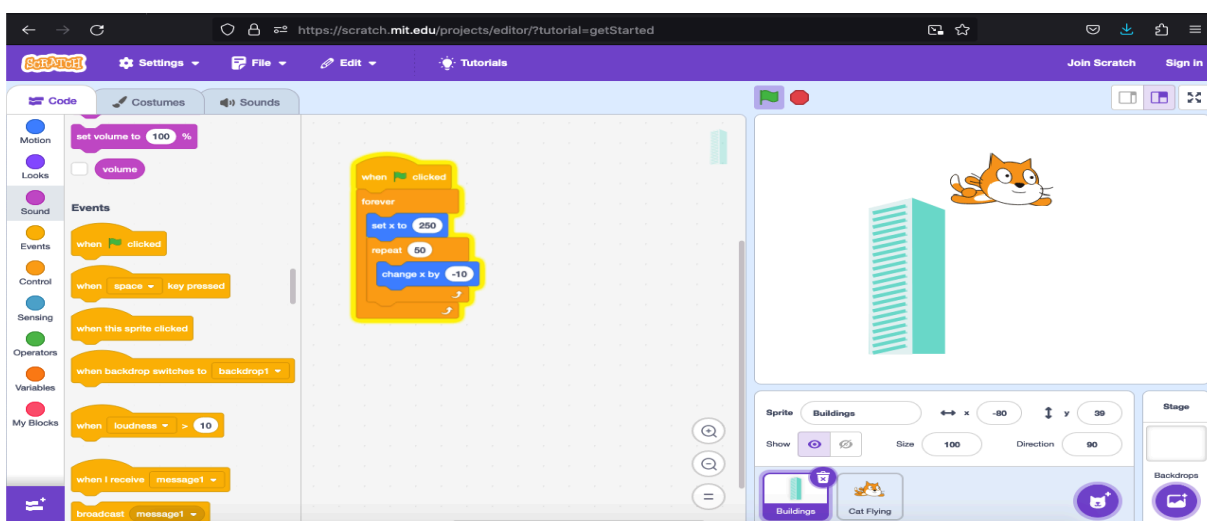 https://scratch.mit.edu/projects/editor/?tutorial=getStarted
SCRATCH Settings File Edit Tutorials Join Scratch Sign in
Code Costumes Sounds
Motion
Looks
Sound
Events
Control
Sensing
Operators
Variables
My Blocks
set volume to 100 %
volume
Events
when clicked
when space key pressed
when this sprite clicked
when backdrop switches to backdrop1
when loudness > 10
when I receive message1
broadcast message1
when clicked
forever
set x to 250
repeat 50
change x by -10
Sprite Buildings x -80 y 39
Show Size 100 Direction 90
Buildings Cat Flying
Stage
Backdrops